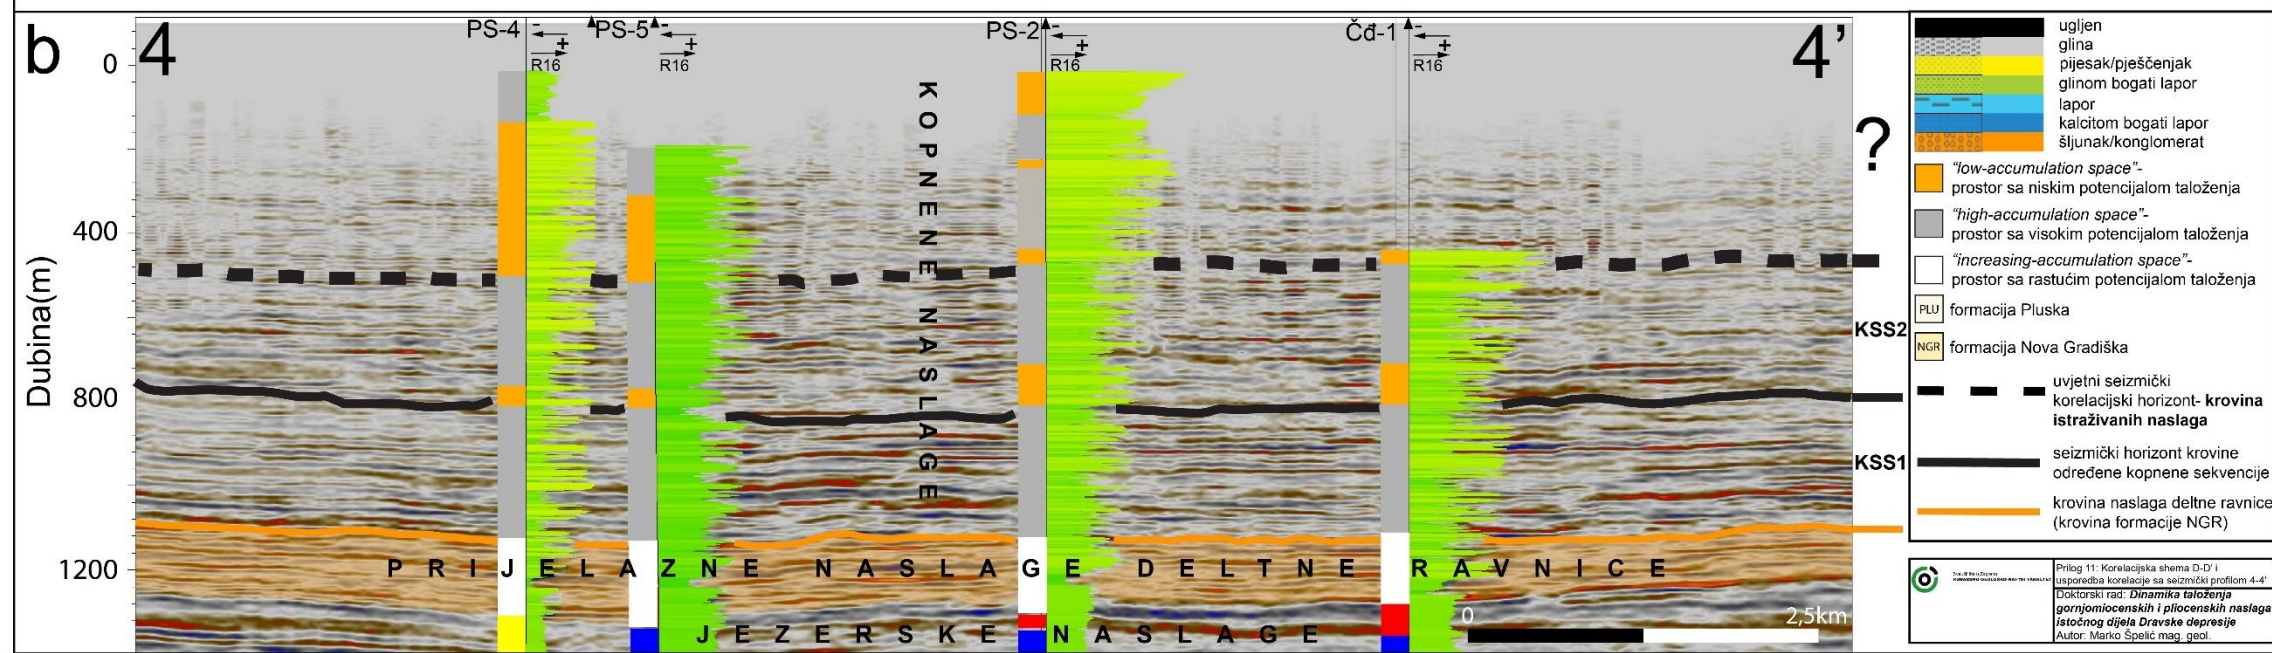 b
4
4’
Dubina(m)
0
400
800
1200
PS-4
- +
R16
PS-5
- +
R16
PS-2
- +
R16
Čđ-1
- +
R16
KOPNENE NASLAGE
PRIJELAZNE NASLAGE DELTNE RAVNICE
JEZERSKE NASLAGE
0 2,5km
?
KSS2
KSS1
ugljen
glina
pijesak/pješčenjak
glinom bogati lapor
lapor
kalcitom bogati lapor
šljunak/konglomerat
“low-accumulation space”-
prostor sa niskim potencijalom taloženja
“high-accumulation space”-
prostor sa visokim potencijalom taloženja
“increasing-accumulation space”-
prostor sa rastućim potencijalom taloženja
PLU formacija Pluska
NGR formacija Nova Gradiška
uvjetni seizmički
korelacijski horizont- krovina
istraživanih naslaga
seizmički horizont krovine
određene kopnene sekvencije
krovina naslaga deltne ravnice
(krovina formacije NGR)
Prilog 11: Korelacijska shema D-D' i
usporedba korelacije sa seizmički profilom 4-4'
Doktorski rad: Dinamika taloženja
gornjomiocenskih i pliocenskih naslaga
istočnog dijela Dravske depresije
Autor: Marko Špelić mag. geol.